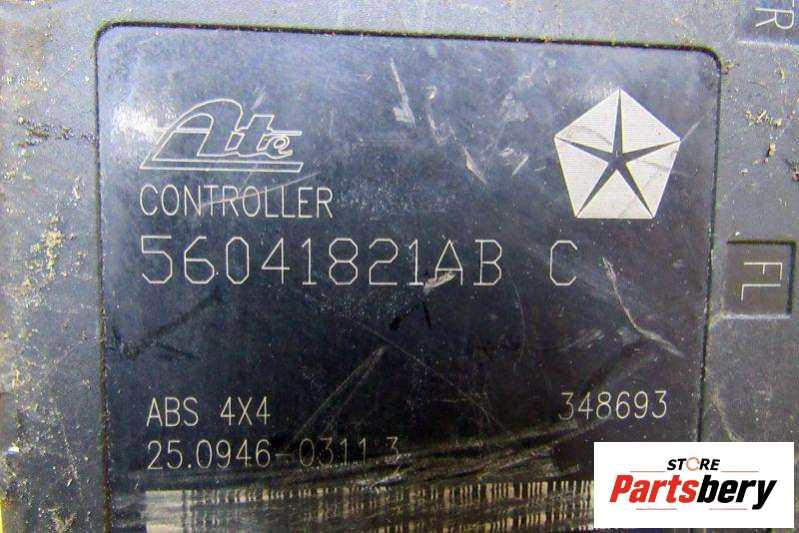 Ate
CONTROLLER
56041821AB C
ABS 4X4
348693
25.0946-0311.3
FL
STORE
Partsbery